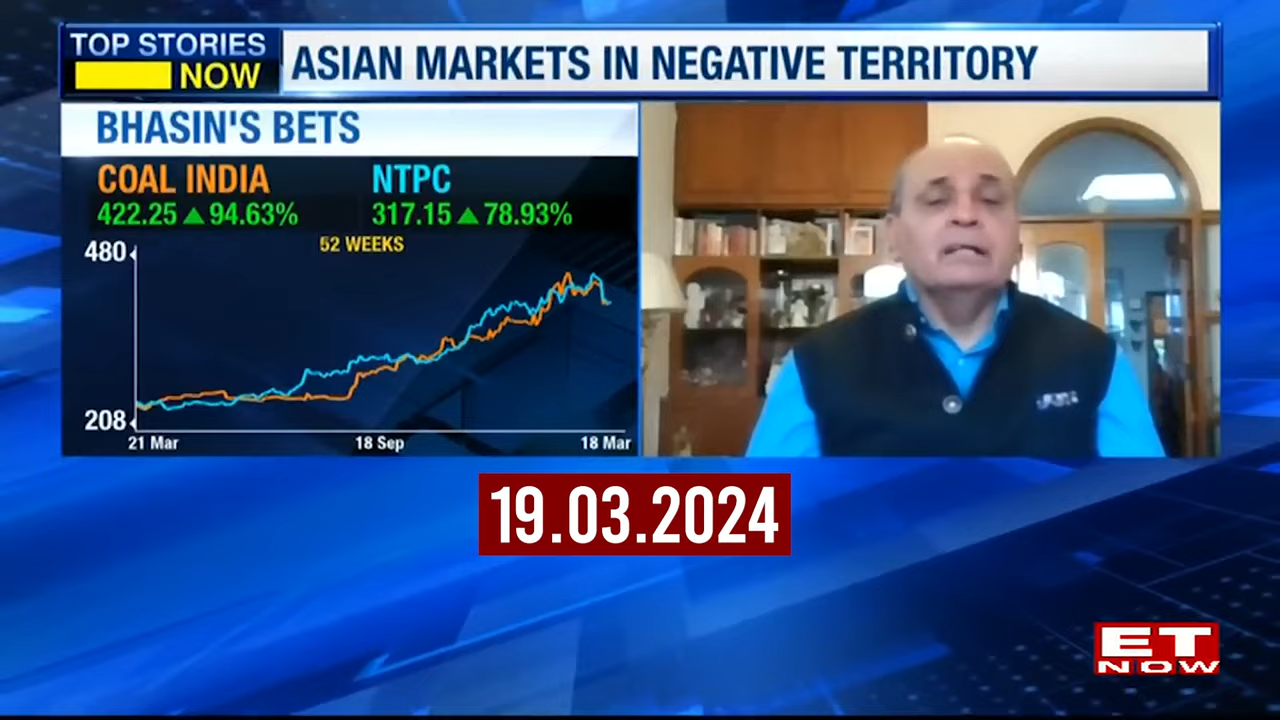 TOP STORIES
NOW
ASIAN MARKETS IN NEGATIVE TERRITORY
BHASIN'S BETS
COAL INDIA
422.25 ▲ 94.63%
NTPC
317.15 ▲ 78.93%
52 WEEKS
480
208
21 Mar
18 Sep
18 Mar
19.03.2024
ET
NOW